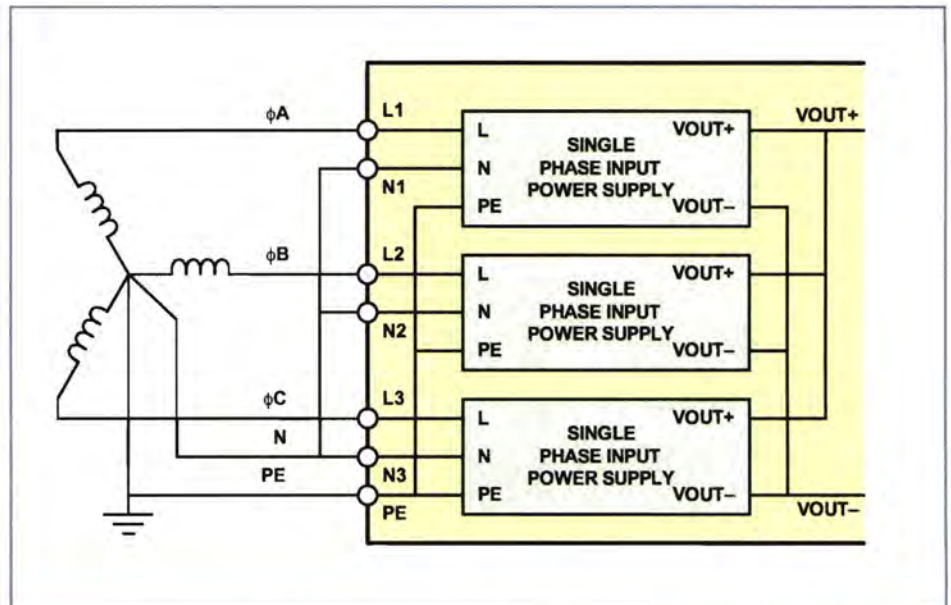 ϕA
L1
N1
ϕB
L2
N2
ϕC
L3
N
N3
PE
PE
L
N
PE
SINGLE
PHASE INPUT
POWER SUPPLY
VOUT+
VOUT–
L
N
PE
SINGLE
PHASE INPUT
POWER SUPPLY
VOUT+
VOUT–
L
N
PE
SINGLE
PHASE INPUT
POWER SUPPLY
VOUT+
VOUT–
VOUT+
VOUT–